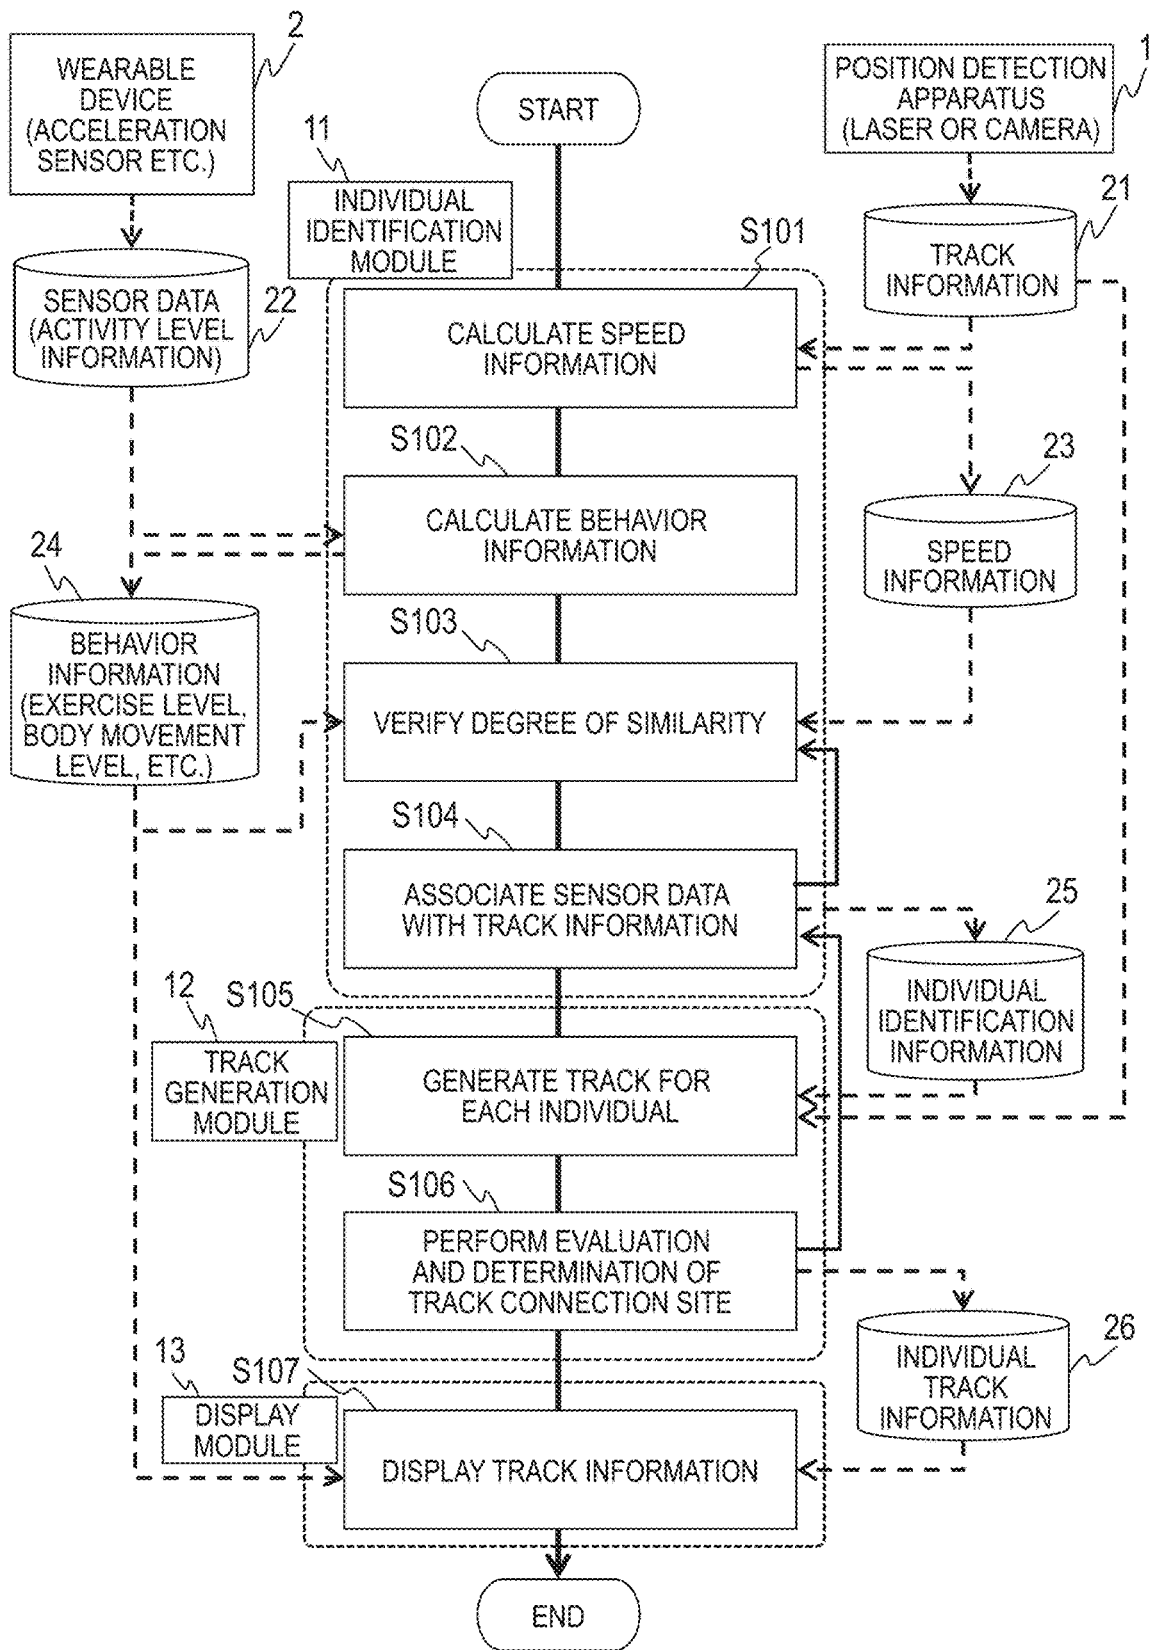 2
WEARABLE
DEVICE
(ACCELERATION
SENSOR ETC.)
START
1
POSITION DETECTION
APPARATUS
(LASER OR CAMERA)
11
INDIVIDUAL
IDENTIFICATION
MODULE
21
TRACK
INFORMATION
SENSOR DATA
(ACTIVITY LEVEL
INFORMATION)
22
S101
CALCULATE SPEED
INFORMATION
S102
CALCULATE BEHAVIOR
INFORMATION
23
SPEED
INFORMATION
24
BEHAVIOR
INFORMATION
(EXERCISE LEVEL,
BODY MOVEMENT
LEVEL, ETC.)
S103
VERIFY DEGREE OF SIMILARITY
S104
ASSOCIATE SENSOR DATA
WITH TRACK INFORMATION
25
INDIVIDUAL
IDENTIFICATION
INFORMATION
12
TRACK
GENERATION
MODULE
S105
GENERATE TRACK FOR
EACH INDIVIDUAL
S106
PERFORM EVALUATION
AND DETERMINATION OF
TRACK CONNECTION SITE
26
INDIVIDUAL
TRACK
INFORMATION
13
DISPLAY
MODULE
S107
DISPLAY TRACK INFORMATION
END